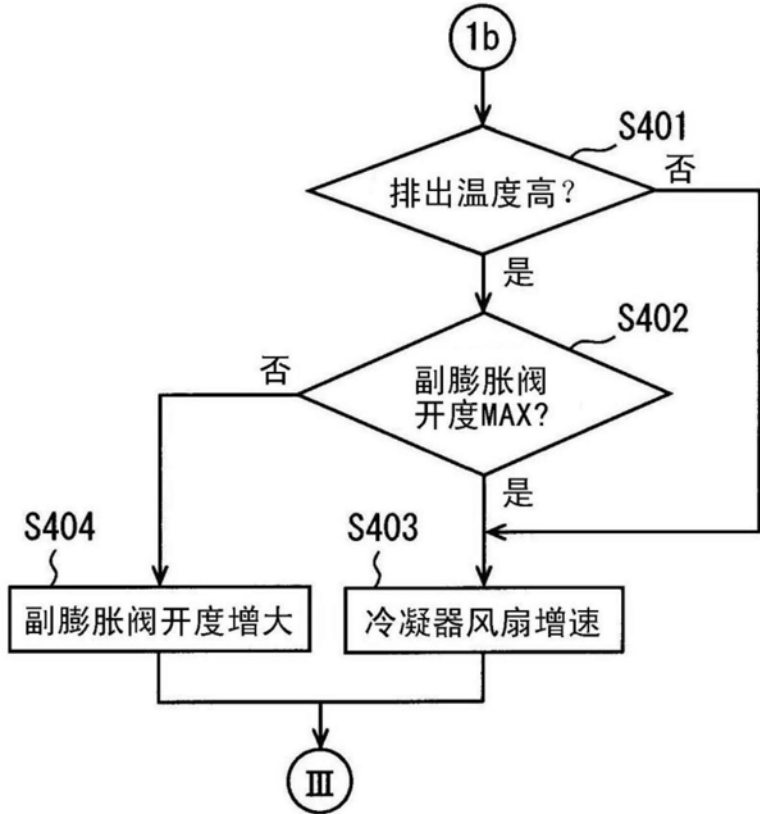 1b
S401
排出温度高?
否
是
S402
否
副膨胀阀
开度MAX?
是
S404
S403
副膨胀阀开度增大
冷凝器风扇增速
III